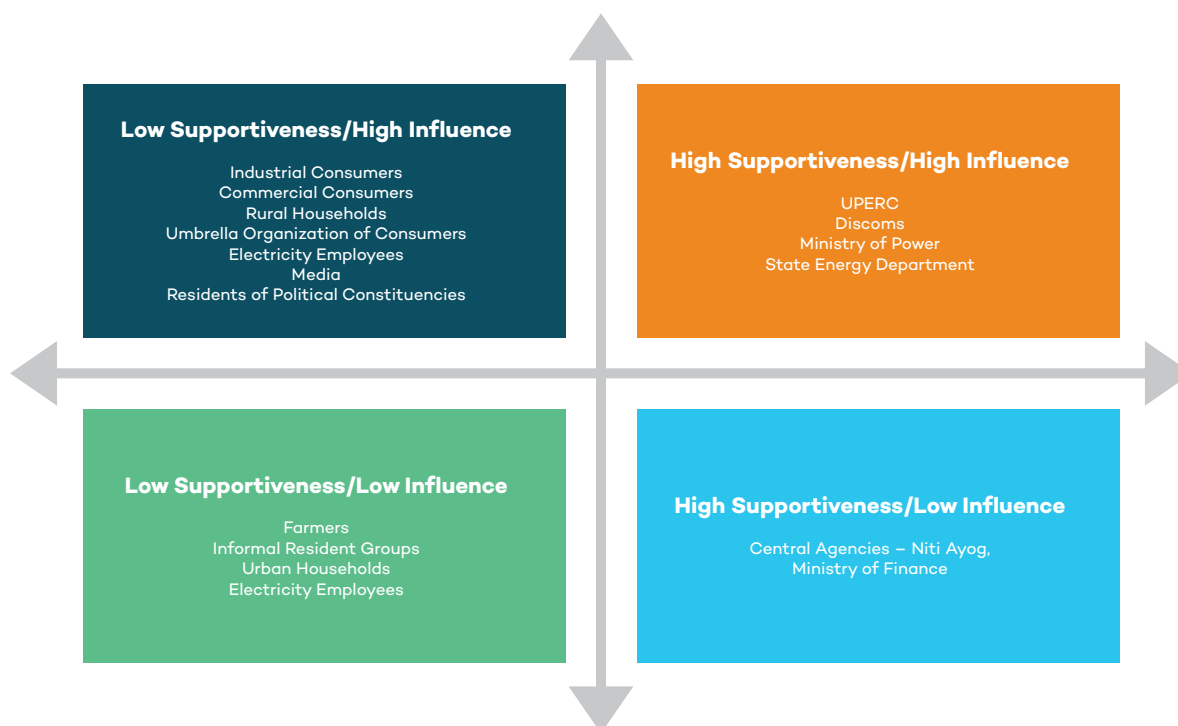 Low Supportiveness/High Influence
Industrial Consumers
Commercial Consumers
Rural Households
Umbrella Organization of Consumers
Electricity Employees
Media
Residents of Political Constituencies
High Supportiveness/High Influence
UPERC
Discoms
Ministry of Power
State Energy Department
Low Supportiveness/Low Influence
Farmers
Informal Resident Groups
Urban Households
Electricity Employees
High Supportiveness/Low Influence
Central Agencies – Niti Ayog,
Ministry of Finance